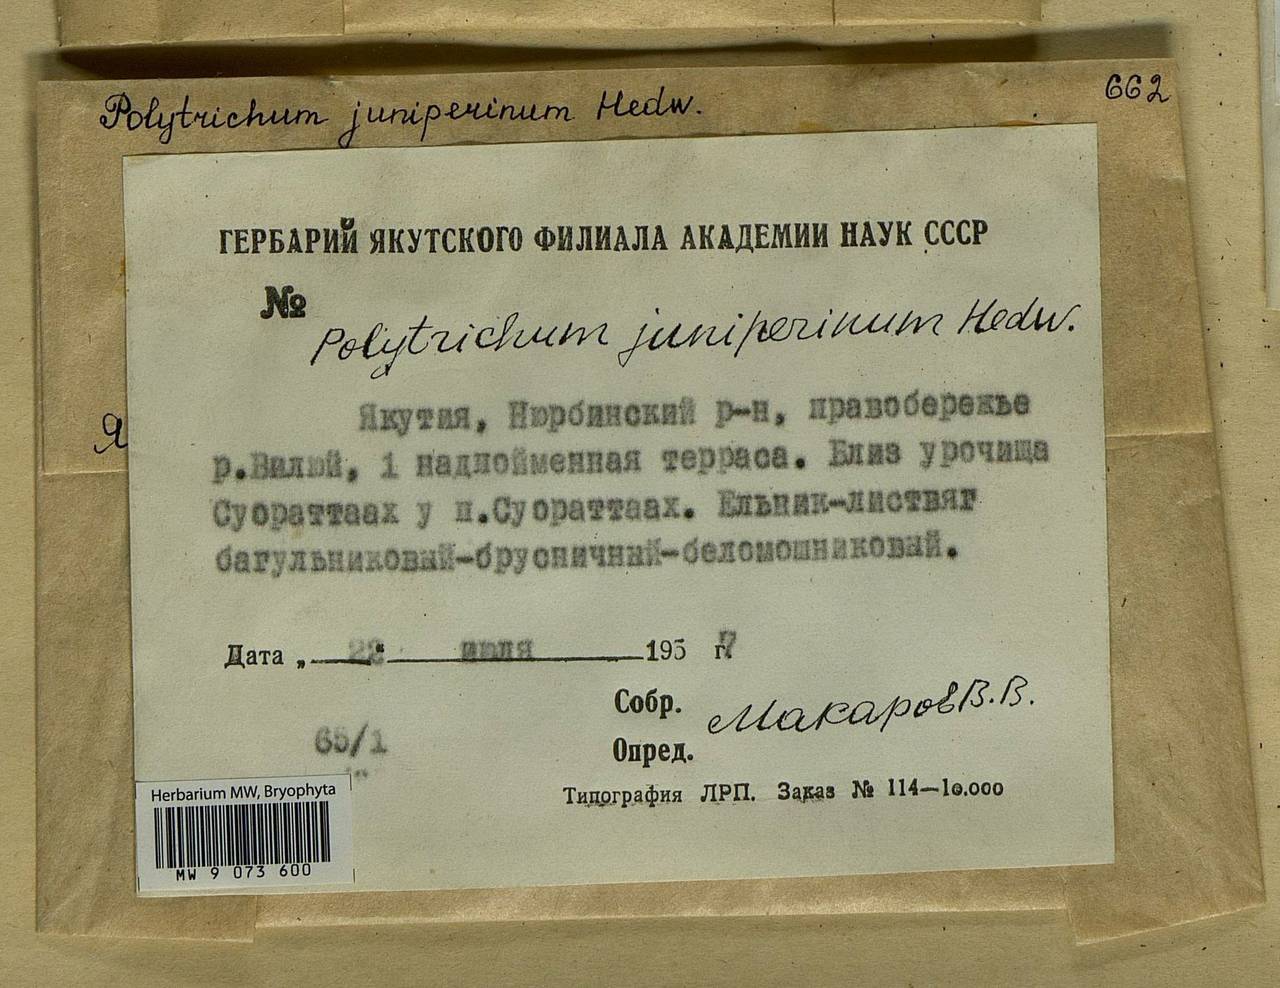 Polytrichum juniperinum Hedw.
662
ГЕРБАРИЙ ЯКУТСКОГО ФИЛИАЛА АКАДЕМИИ НАУК СССР
№
Polytrichum juniperinum Hedw.
Якутия, Нюрбинский р-н, правобережье
р.Вилюй, 1 надпойменная терраса. Близ урочища
Суораттаах у п.Суораттаах. Ельник-листвяг
багульниковый-брусничный-беломошниковый.
Я
Дата „22“ июля 1957 г.
Собр. Макаров В.В.
65/1
Опред.
Типография ЛРП. Заказ № 114—10.000
Herbarium MW, Bryophyta
MW 9 073 600